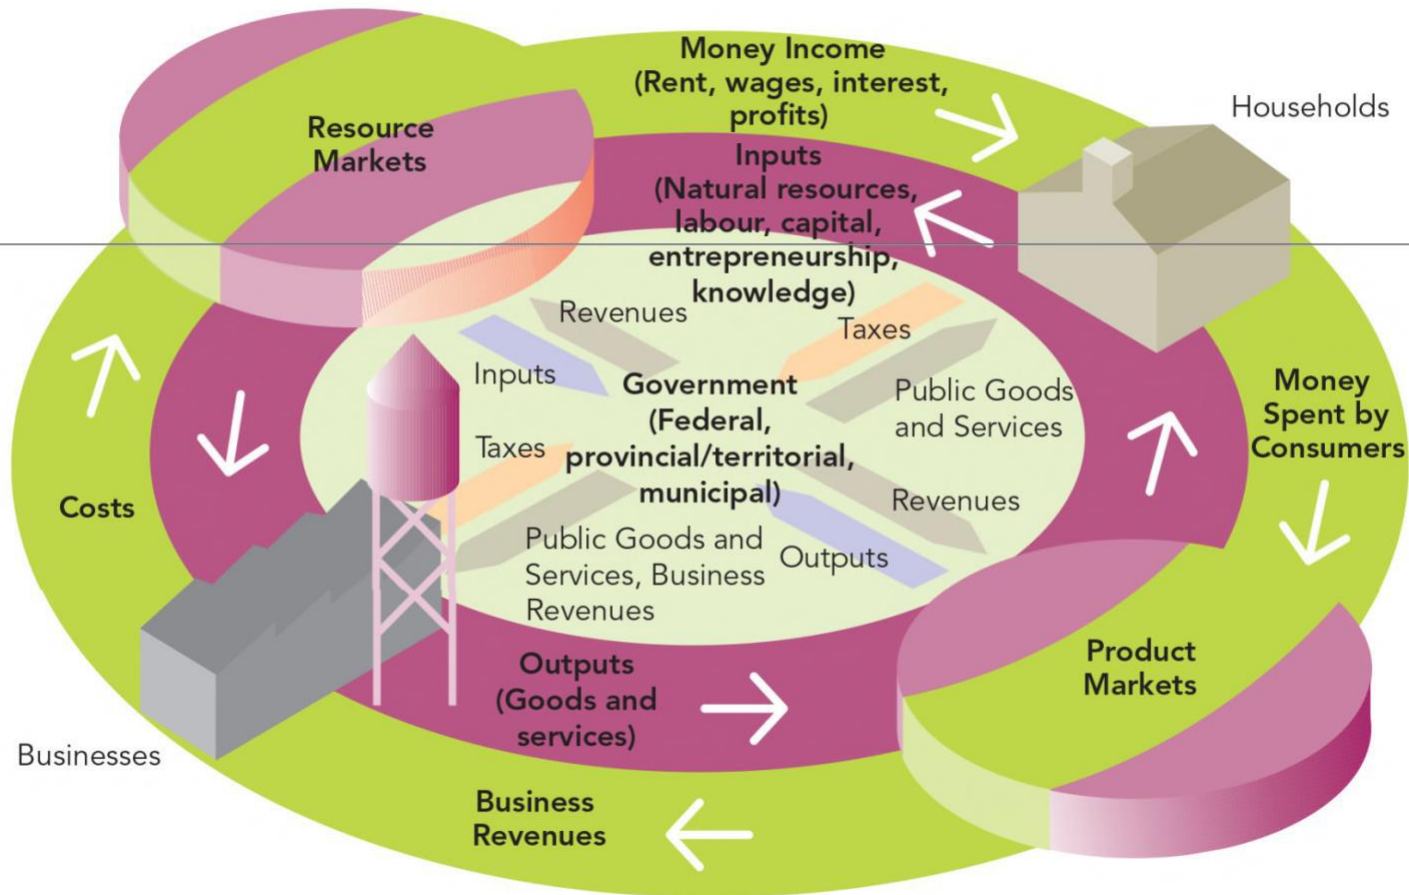 Money Income
(Rent, wages, interest,
profits)
Households
Resource
Markets
Inputs
(Natural resources,
labour, capital,
entrepreneurship,
knowledge)
Revenues
Taxes
Inputs
Government
(Federal,
provincial/territorial,
municipal)
Public Goods
and Services
Money
Spent by
Consumers
Taxes
Costs
Revenues
Public Goods and
Services, Business
Revenues
Outputs
Outputs
(Goods and
services)
Product
Markets
Businesses
Business
Revenues